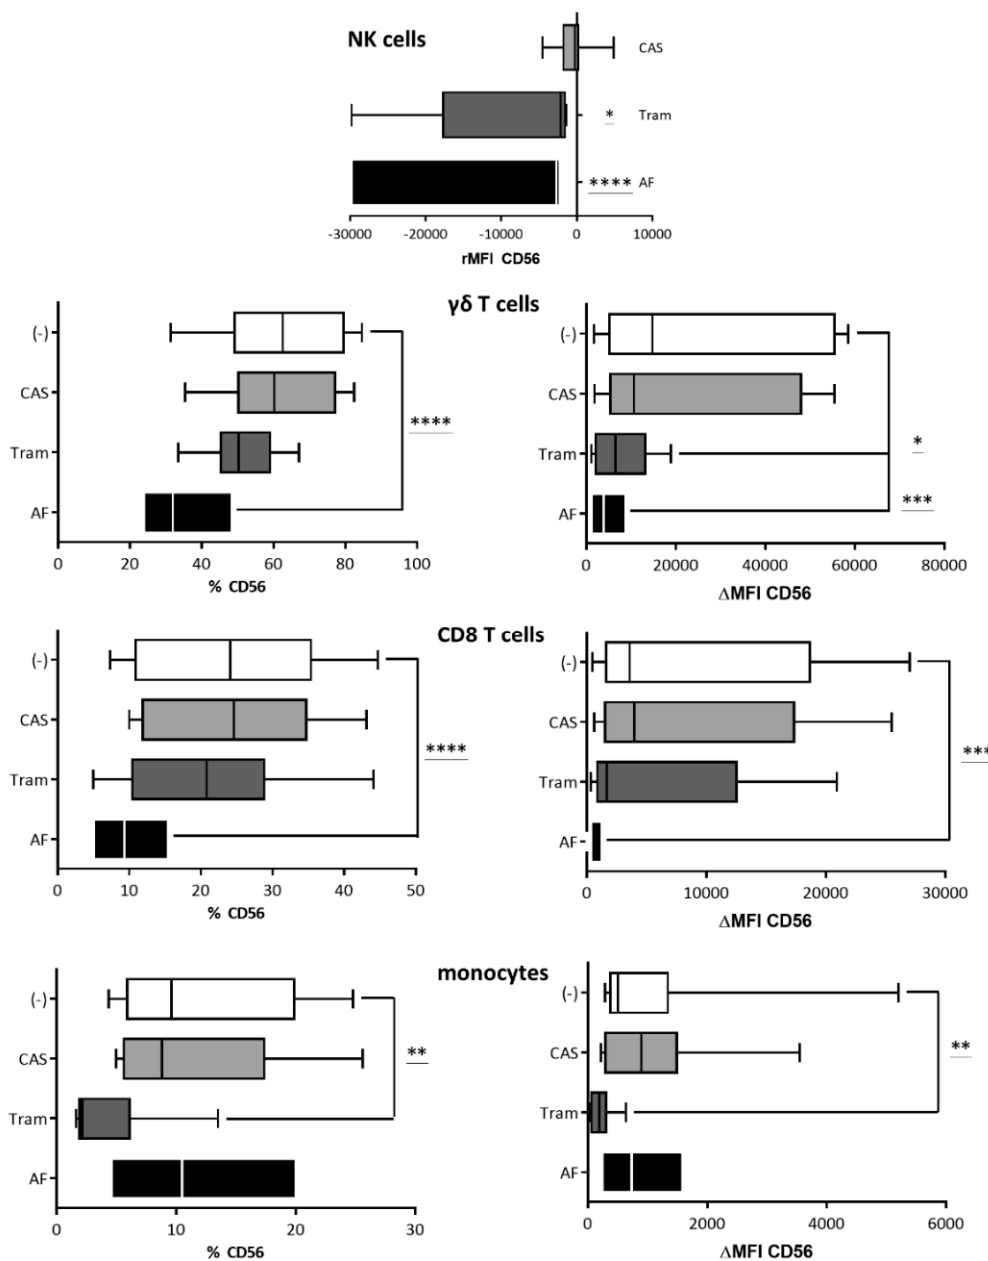 NK cells
CAS
* Tram
**** AF
-30000 -20000 -10000 0 10000
rMFI CD56
γδ T cells
(-)
CAS
Tram
AF
****
0 20 40 60 80 100
% CD56
(-)
CAS
Tram
AF
*
***
0 20000 40000 60000 80000
ΔMFI CD56
CD8 T cells
(-)
CAS
Tram
AF
****
0 10 20 30 40 50
% CD56
(-)
CAS
Tram
AF
***
0 10000 20000 30000
ΔMFI CD56
monocytes
(-)
CAS
Tram
AF
**
0 10 20 30
% CD56
(-)
CAS
Tram
AF
**
0 2000 4000 6000
ΔMFI CD56